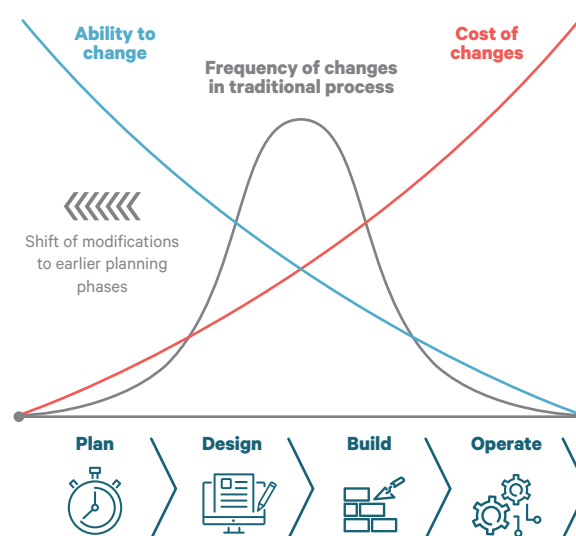 Ability to
change
Cost of
changes
Frequency of changes
in traditional process
Shift of modifications
to earlier planning
phases
Plan
Design
Build
Operate